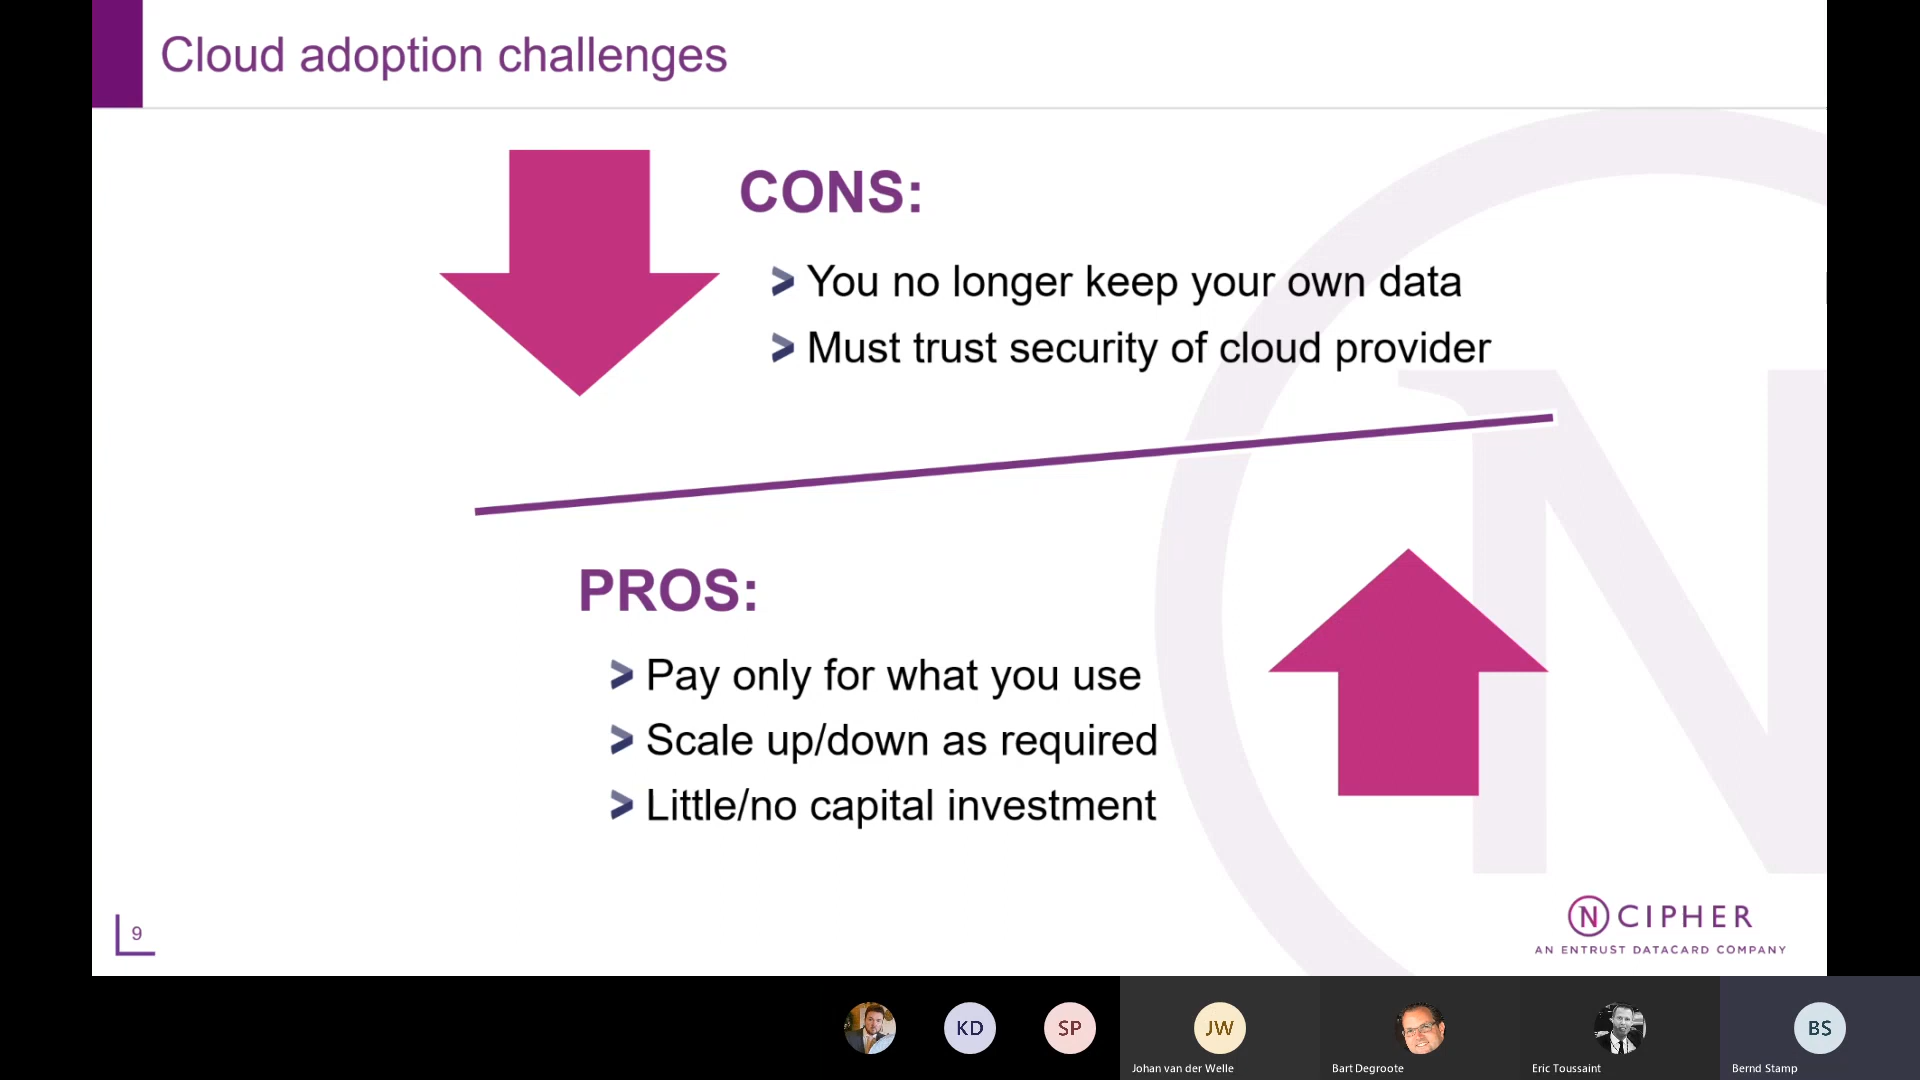 Cloud adoption challenges
CONS:
> You no longer keep your own data
> Must trust security of cloud provider
PROS:
> Pay only for what you use
> Scale up/down as required
> Little/no capital investment
9
N CIPHER
AN ENTRUST DATACARD COMPANY
KD
SP
JW
BS
Johan van der Welle
Bart Degroote
Eric Toussaint
Bernd Stamp